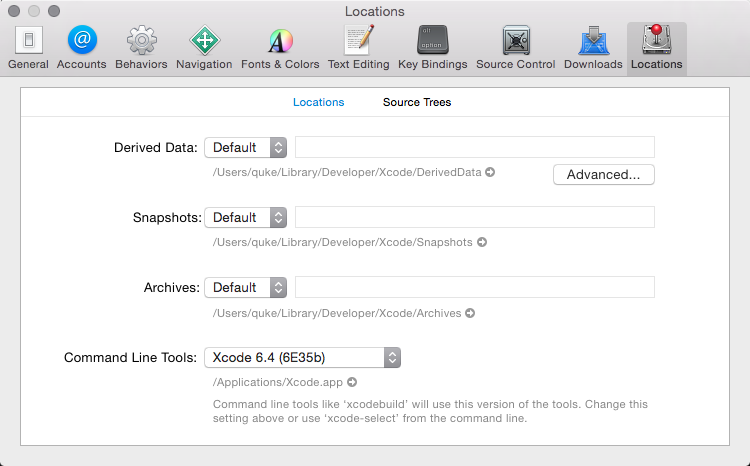 Locations
alt
option
General Accounts Behaviors Navigation Fonts & Colors Text Editing Key Bindings Source Control Downloads Locations
Locations Source Trees
Derived Data: Default
/Users/quke/Library/Developer/Xcode/DerivedData
Advanced...
Snapshots: Default
/Users/quke/Library/Developer/Xcode/Snapshots
Archives: Default
/Users/quke/Library/Developer/Xcode/Archives
Command Line Tools: Xcode 6.4 (6E35b)
/Applications/Xcode.app
Command line tools like ‘xcodebuild’ will use this version of the tools. Change this
setting above or use ‘xcode-select’ from the command line.